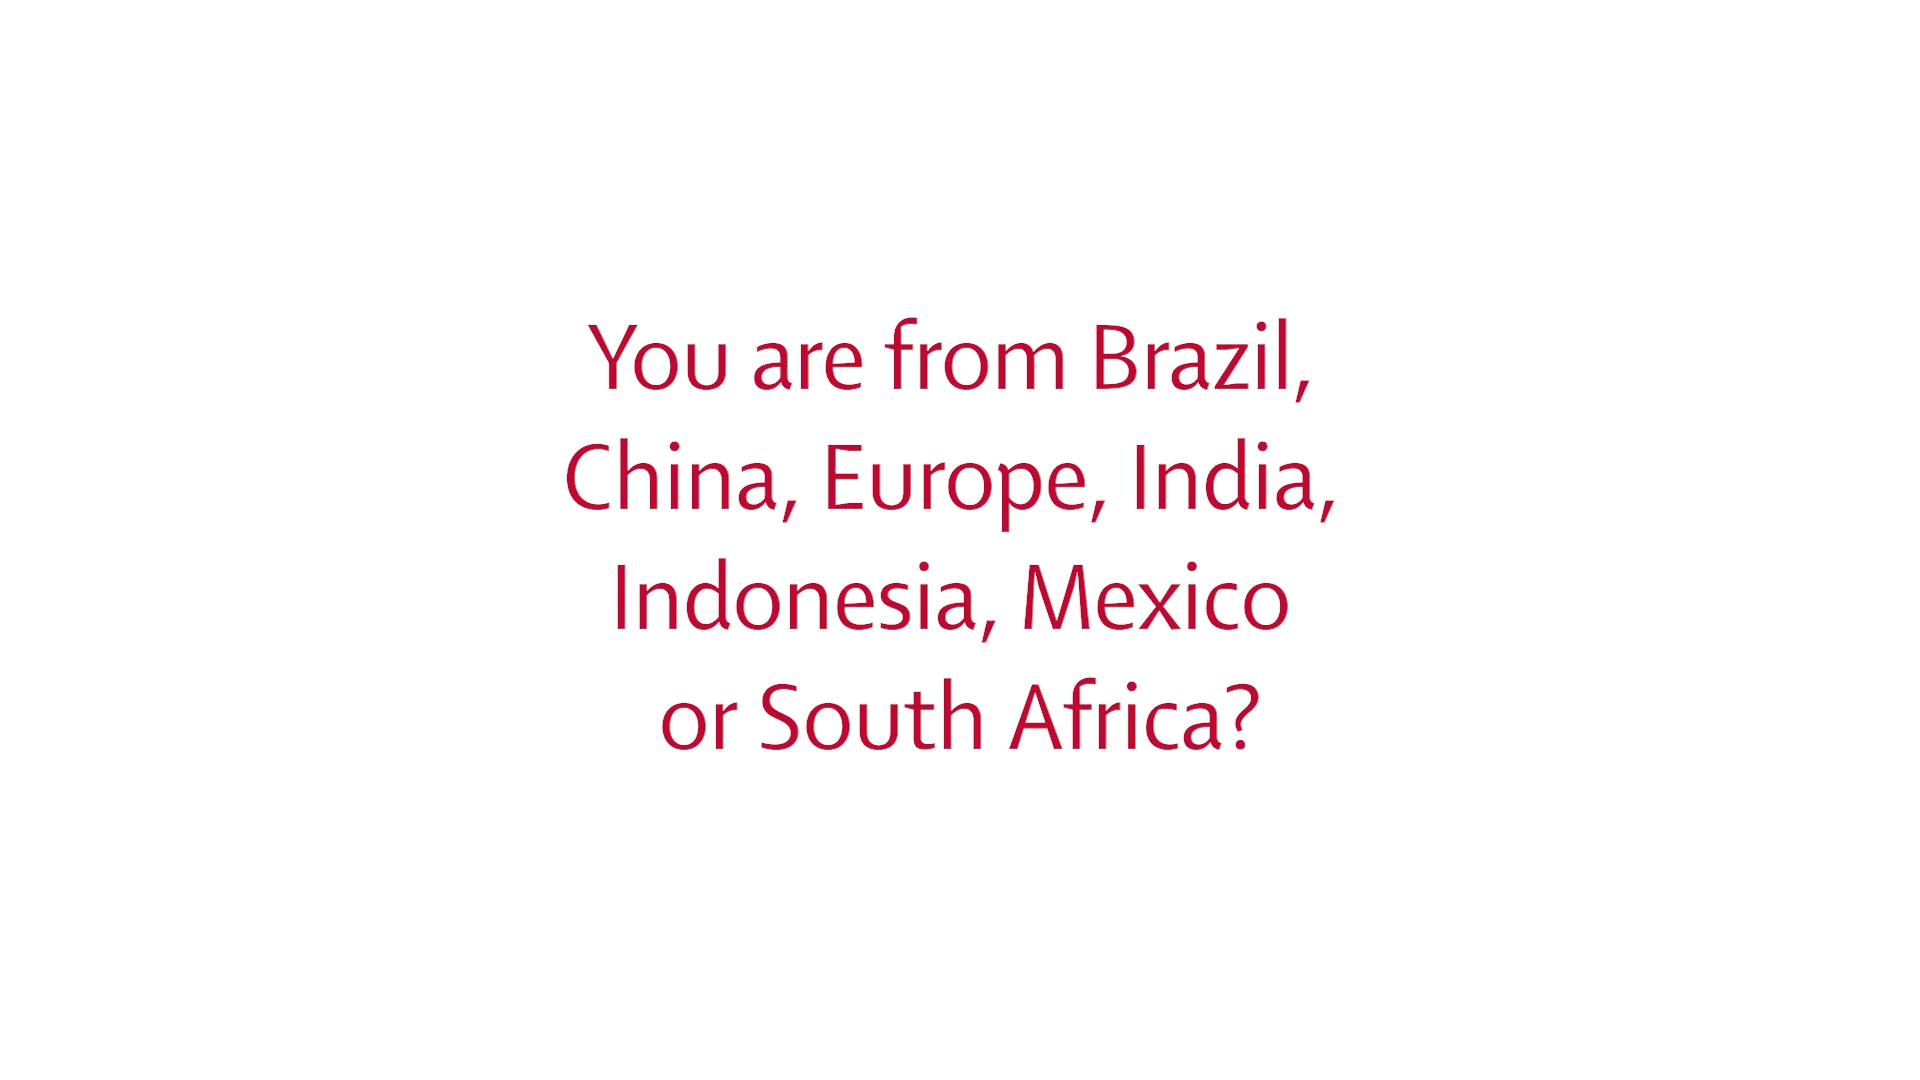 You are from Brazil,
China, Europe, India,
Indonesia, Mexico
or South Africa?